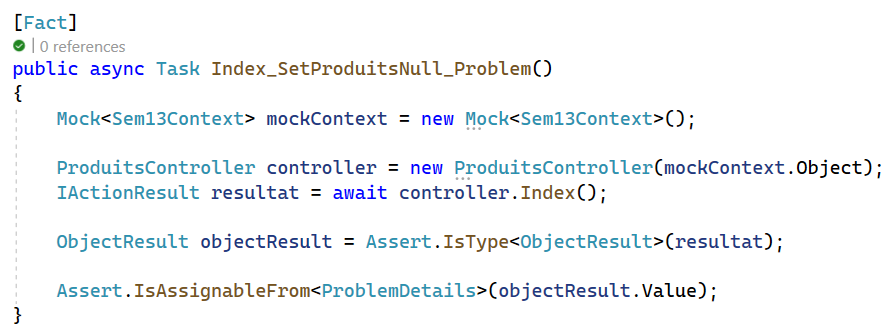 [Fact]
| 0 references
public async Task Index_SetProduitsNull_Problem()
{
    Mock<Sem13Context> mockContext = new Mock<Sem13Context>();

    ProduitsController controller = new ProduitsController(mockContext.Object);
    IActionResult resultat = await controller.Index();

    ObjectResult objectResult = Assert.IsType<ObjectResult>(resultat);

    Assert.IsAssignableFrom<ProblemDetails>(objectResult.Value);
}